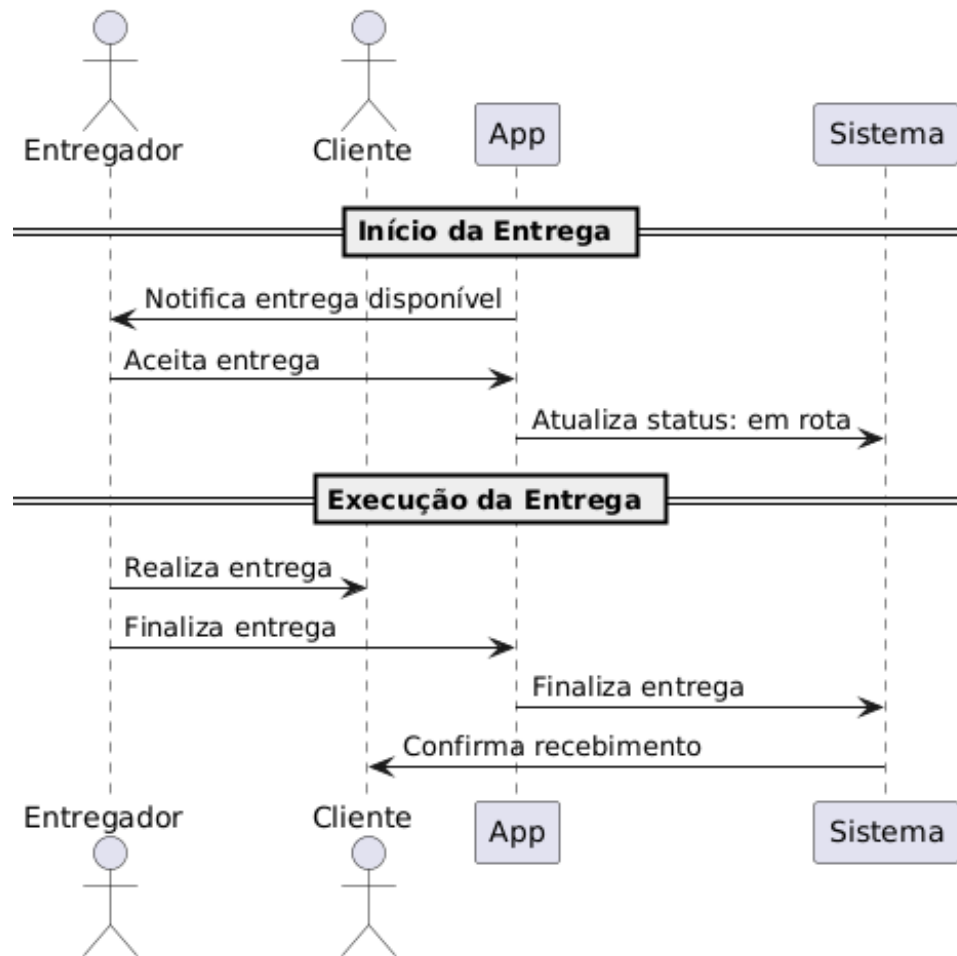 Entregador
Cliente
App
Sistema
Início da Entrega
Notifica entrega disponível
Aceita entrega
Atualiza status: em rota
Execução da Entrega
Realiza entrega
Finaliza entrega
Finaliza entrega
Confirma recebimento
Entregador
Cliente
App
Sistema